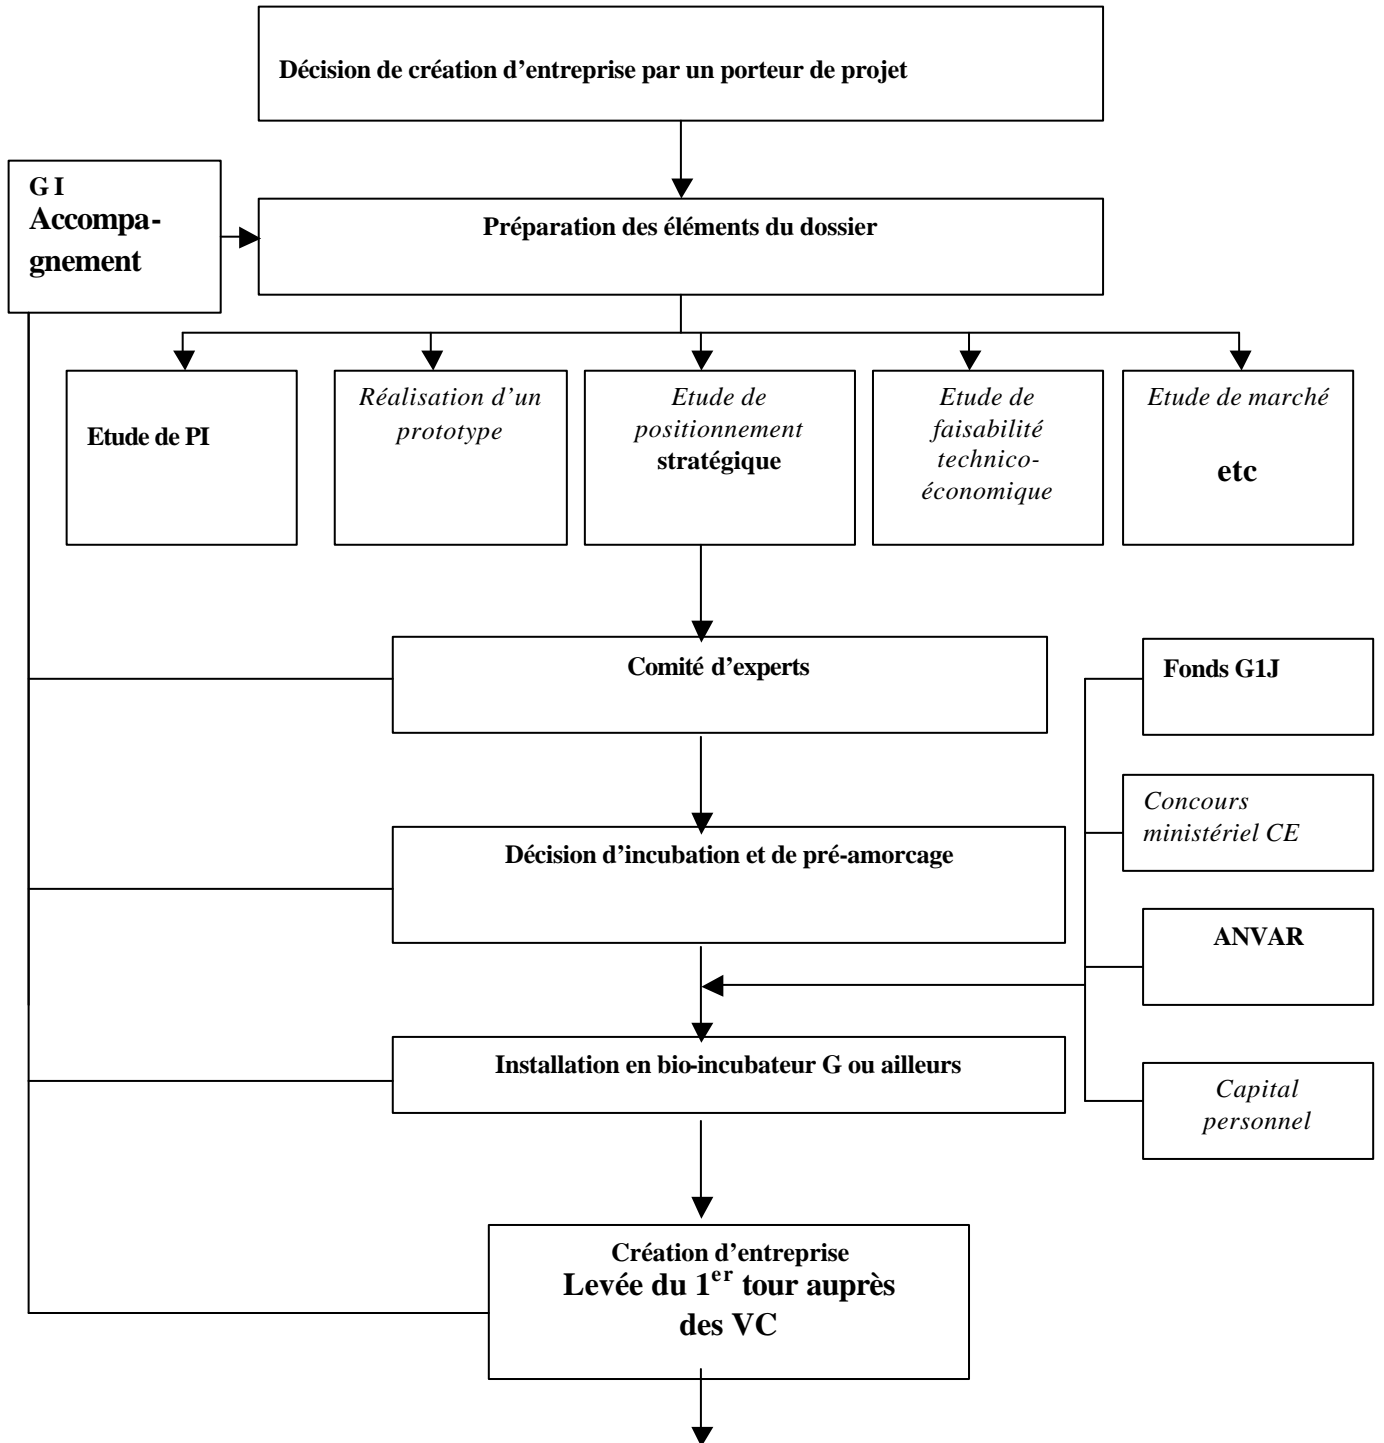 Décision de création d’entreprise par un porteur de projet
G I
Accompa-
gnement
Préparation des éléments du dossier
Etude de PI
Réalisation d’un
prototype
Etude de
positionnement
stratégique
Etude de
faisabilité
technico-
économique
Etude de marché
etc
Comité d’experts
Fonds G1J
Concours
ministériel CE
Décision d’incubation et de pré-amorcage
ANVAR
Installation en bio-incubateur G ou ailleurs
Capital
personnel
Création d’entreprise
Levée du 1er tour auprès
des VC